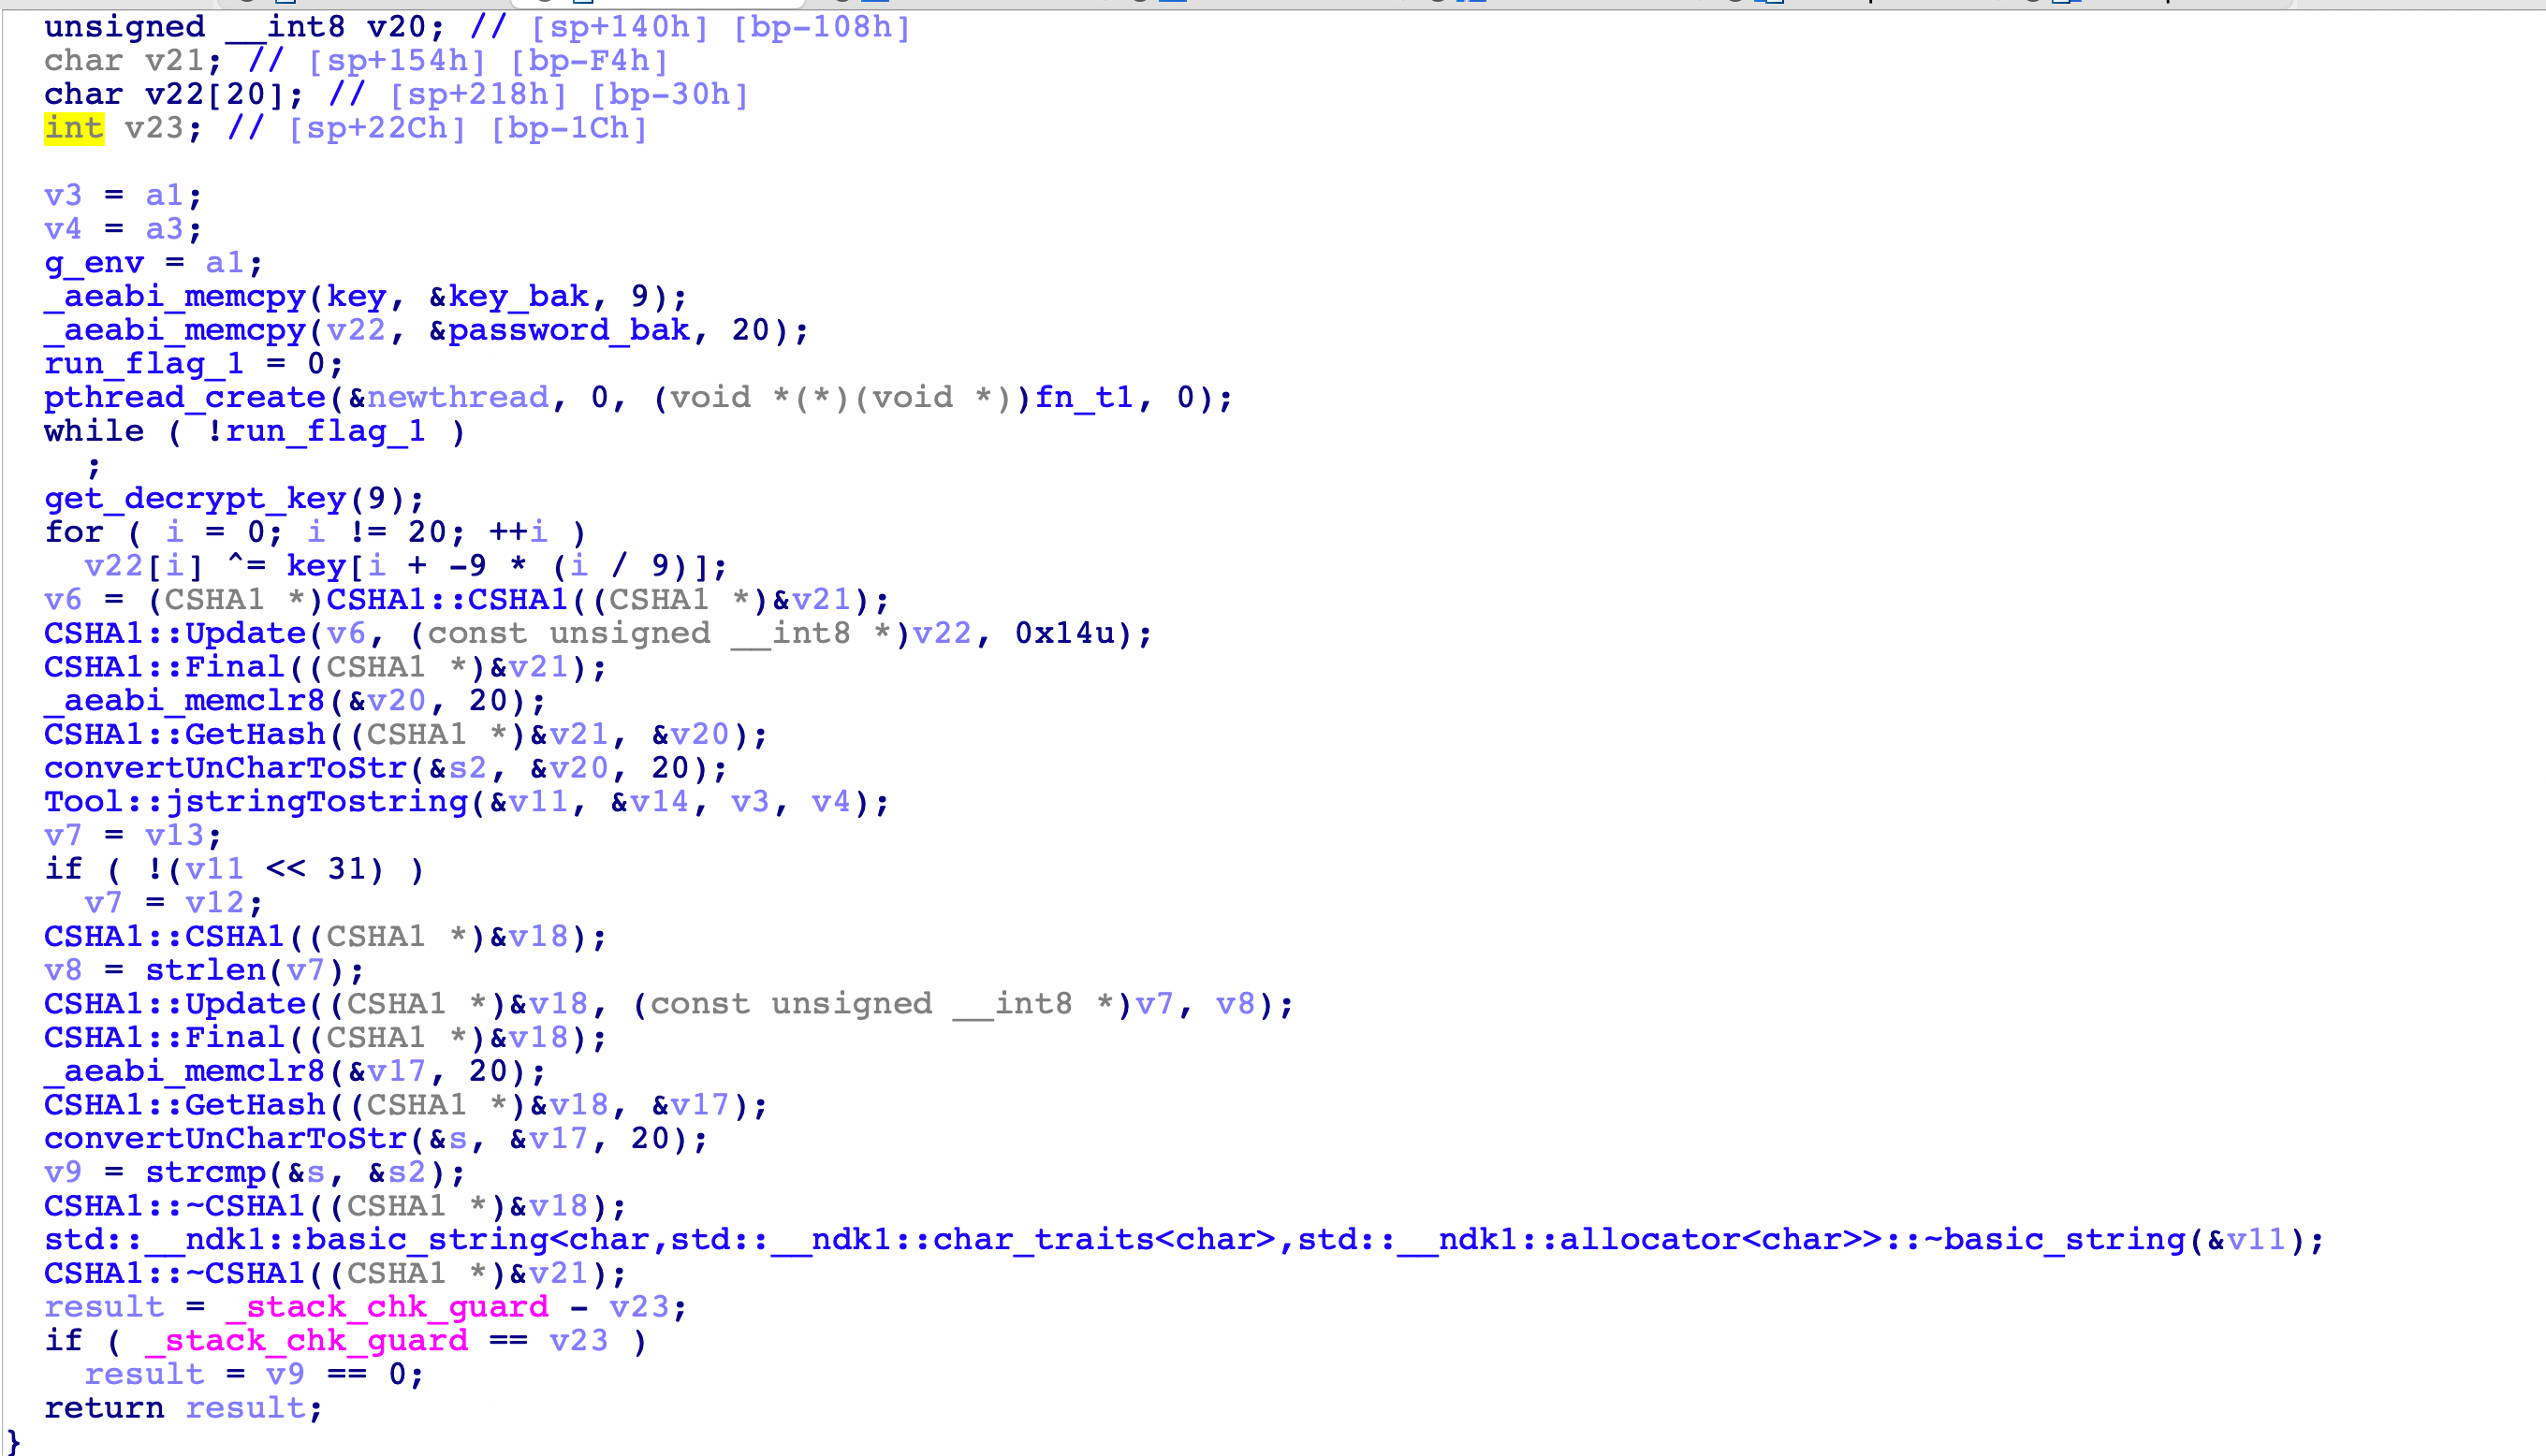 unsigned __int8 v20; // [sp+140h] [bp-108h]
char v21; // [sp+154h] [bp-F4h]
char v22[20]; // [sp+218h] [bp-30h]
int v23; // [sp+22Ch] [bp-1Ch]
v3 = a1;
v4 = a3;
g_env = a1;
_aeabi_memcpy(key, &key_bak, 9);
_aeabi_memcpy(v22, &password_bak, 20);
run_flag_1 = 0;
pthread_create(&newthread, 0, (void *(*)(void *))fn_t1, 0);
while ( !run_flag_1 )
;
get_decrypt_key(9);
for ( i = 0; i != 20; ++i )
v22[i] ^= key[i + -9 * (i / 9)];
v6 = (CSHA1 *)CSHA1::CSHA1((CSHA1 *)&v21);
CSHA1::Update(v6, (const unsigned __int8 *)v22, 0x14u);
CSHA1::Final((CSHA1 *)&v21);
_aeabi_memclr8(&v20, 20);
CSHA1::GetHash((CSHA1 *)&v21, &v20);
convertUnCharToStr(&s2, &v20, 20);
Tool::jstringTostring(&v11, &v14, v3, v4);
v7 = v13;
if ( !(v11 << 31) )
v7 = v12;
CSHA1::CSHA1((CSHA1 *)&v18);
v8 = strlen(v7);
CSHA1::Update((CSHA1 *)&v18, (const unsigned __int8 *)v7, v8);
CSHA1::Final((CSHA1 *)&v18);
_aeabi_memclr8(&v17, 20);
CSHA1::GetHash((CSHA1 *)&v18, &v17);
convertUnCharToStr(&s, &v17, 20);
v9 = strcmp(&s, &s2);
CSHA1::~CSHA1((CSHA1 *)&v18);
std::__ndk1::basic_string<char,std::__ndk1::char_traits<char>,std::__ndk1::allocator<char>>::~basic_string(&v11);
CSHA1::~CSHA1((CSHA1 *)&v21);
result = _stack_chk_guard - v23;
if ( _stack_chk_guard == v23 )
result = v9 == 0;
return result;
}